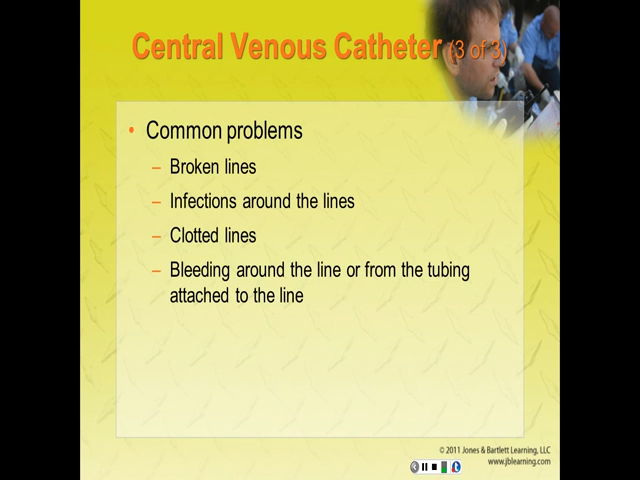 Central Venous Catheter (3 of 3)
• Common problems
– Broken lines
– Infections around the lines
– Clotted lines
– Bleeding around the line or from the tubing
attached to the line
© 2011 Jones & Bartlett Learning, LLC
www.jblearning.com